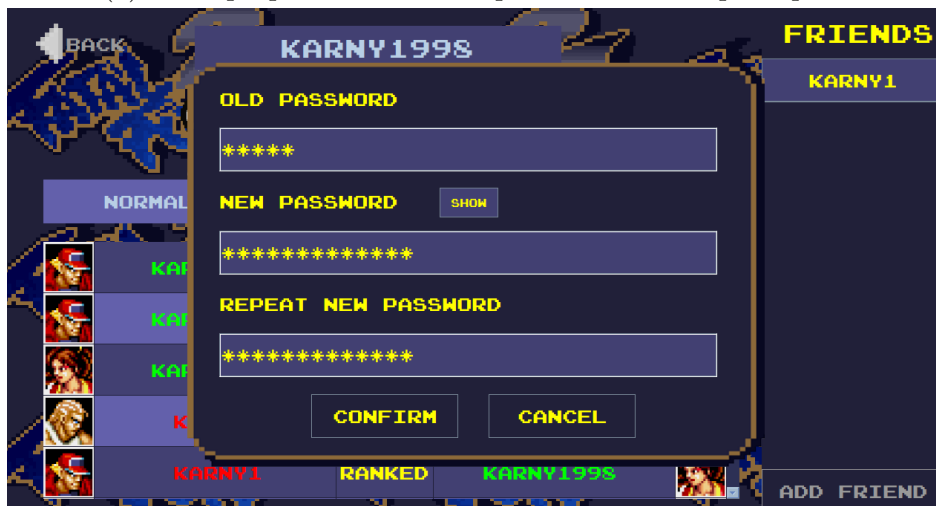 BACK
KARNY1998
FRIENDS
KARNY1
OLD PASSWORD
*****
NORMAL
NEW PASSWORD SHOW
*************
REPEAT NEW PASSWORD
*************
CONFIRM CANCEL
KARNY1 RANKED KARNY1998
ADD FRIEND